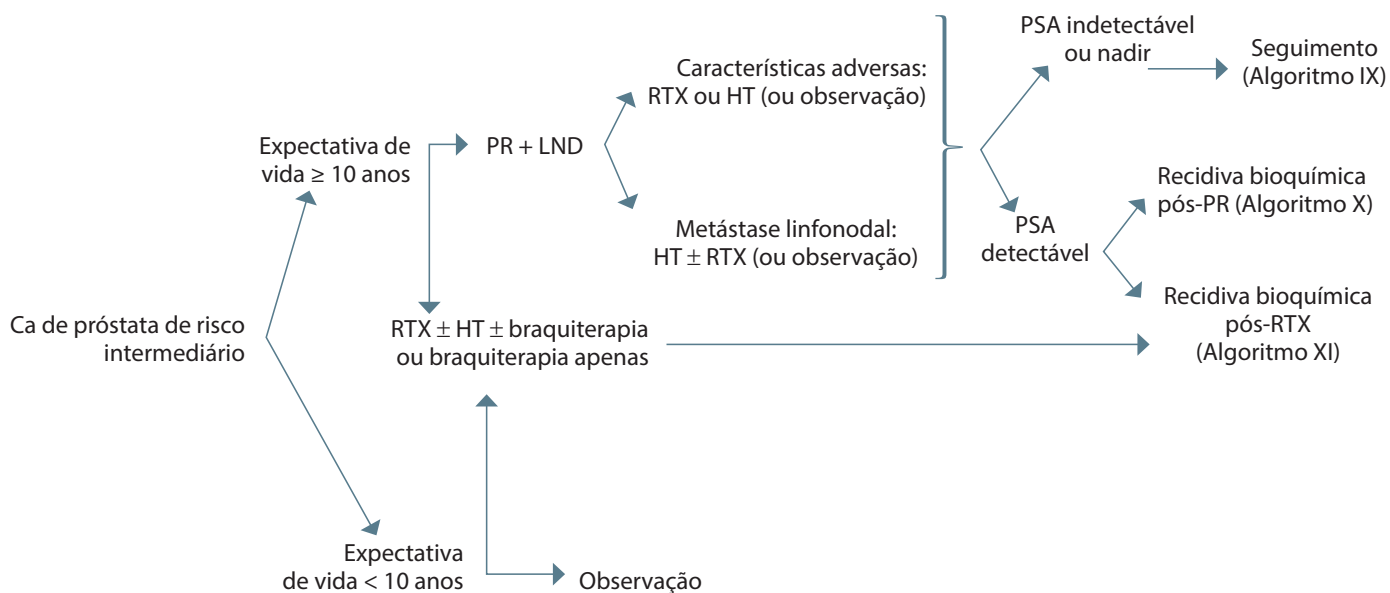 PSA indetectável
ou nadir
Seguimento
(Algoritmo IX)
Características adversas:
RTX ou HT (ou observação)
Expectativa de
vida ≥ 10 anos
PR + LND
Recidiva bioquímica
pós-PR (Algoritmo X)
Metástase linfonodal:
HT ± RTX (ou observação)
PSA
detectável
Ca de próstata de risco
intermediário
RTX ± HT ± braquiterapia
ou braquiterapia apenas
Recidiva bioquímica
pós-RTX
(Algoritmo XI)
Expectativa
de vida < 10 anos
Observação